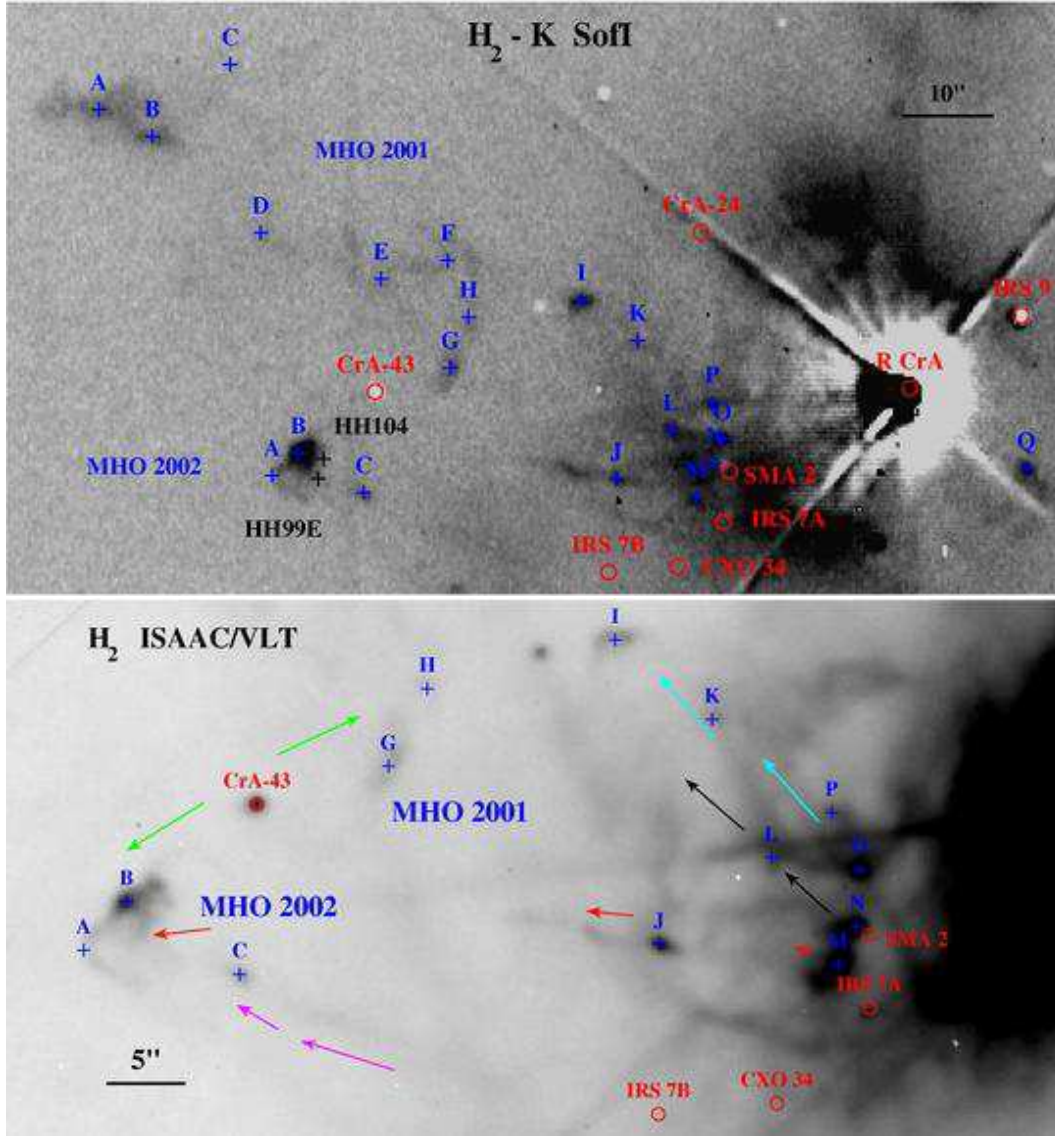 H2 - K SofI
C
10"
A
B
MHO 2001
CrA-24
D
F
E
I
IRS 9
H
K
G
CrA-43
R CrA
P
B
HH104
L
O
A
MHO 2002
C
J
M
SMA 2
Q
HH99E
IRS 7A
IRS 7B
CXO 34
H2 ISAAC/VLT
I
H
K
G
CrA-43
MHO 2001
P
L
B
MHO 2002
N
A
J
SMA 2
C
M
IRS 7A
5"
CXO 34
IRS 7B